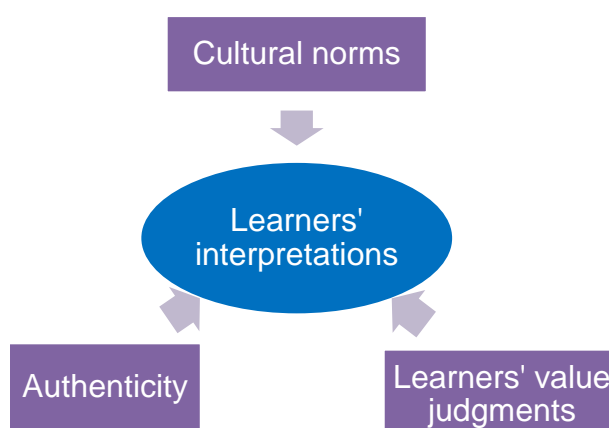 Cultural norms
Learners'
interpretations
Authenticity
Learners' value
judgments